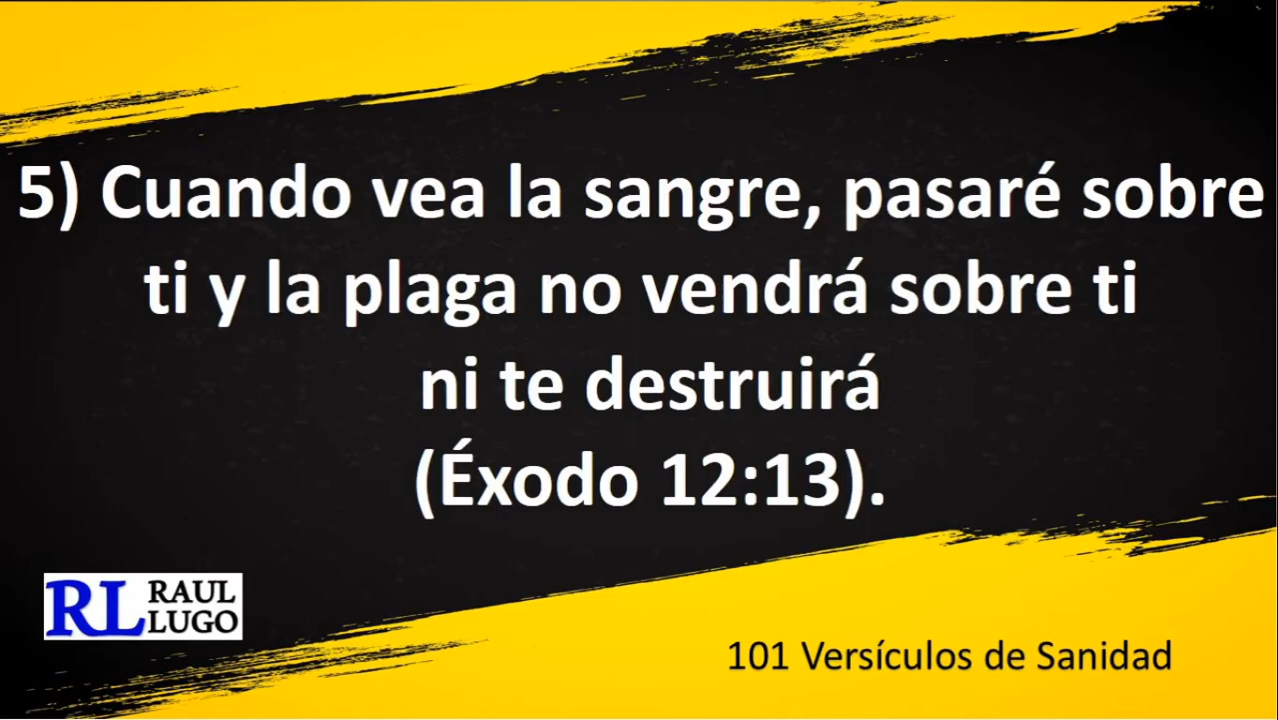 5) Cuando vea la sangre, pasaré sobre
ti y la plaga no vendrá sobre ti
ni te destruirá
(Éxodo 12:13).
RL RAUL
LUGO
101 Versículos de Sanidad